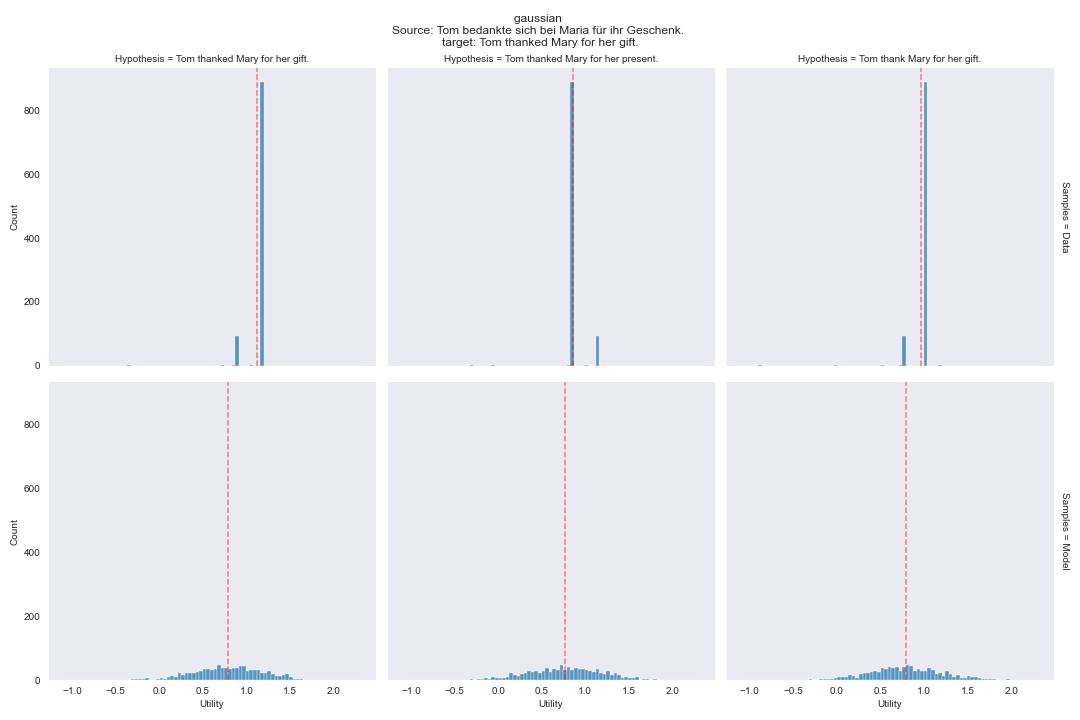 gaussian
Source: Tom bedankte sich bei Maria für ihr Geschenk.
target: Tom thanked Mary for her gift.
Hypothesis = Tom thanked Mary for her gift.
Hypothesis = Tom thanked Mary for her present.
Hypothesis = Tom thank Mary for her gift.
800
600
400
200
0
Count
Samples = Data
800
600
400
200
0
Count
Samples = Model
−1.0 −0.5 0.0 0.5 1.0 1.5 2.0
−1.0 −0.5 0.0 0.5 1.0 1.5 2.0
−1.0 −0.5 0.0 0.5 1.0 1.5 2.0
Utility
Utility
Utility